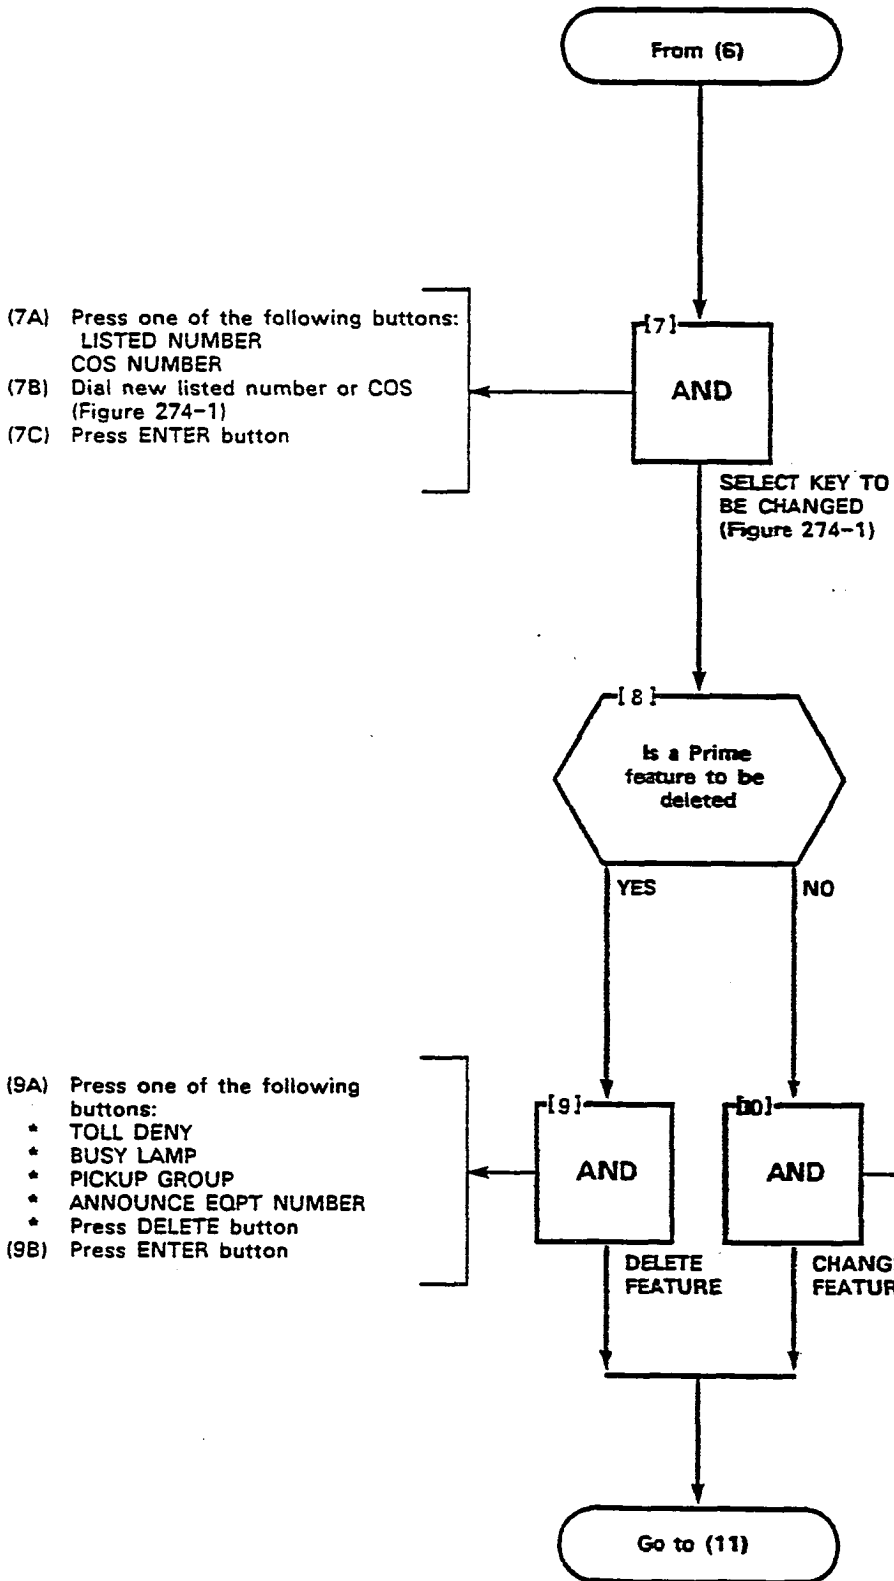 From (6)
(7A) Press one of the following buttons:
LISTED NUMBER
COS NUMBER
(7B) Dial new listed number or COS
(Figure 274-1)
(7C) Press ENTER button
[7]
AND
SELECT KEY TO
BE CHANGED
(Figure 274-1)
[8]
Is a Prime
feature to be
deleted
YES
NO
(9A) Press one of the following
buttons:
* TOLL DENY
* BUSY LAMP
* PICKUP GROUP
* ANNOUNCE EQPT NUMBER
* Press DELETE button
(9B) Press ENTER button
[9]
AND
DELETE
FEATURE
[10]
AND
CHANG
FEATUR
Go to (11)